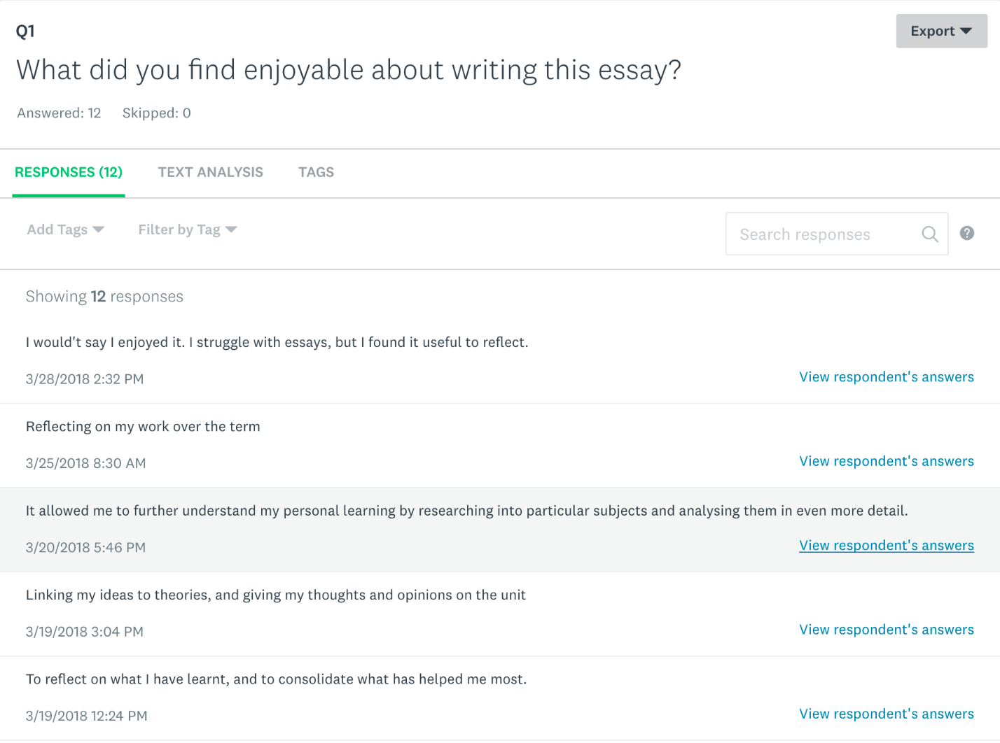 Q1
Export
What did you find enjoyable about writing this essay?
Answered: 12 Skipped: 0
RESPONSES (12) TEXT ANALYSIS TAGS
Add Tags Filter by Tag Search responses ?
Showing 12 responses
I would't say I enjoyed it. I struggle with essays, but I found it useful to reflect.
3/28/2018 2:32 PM View respondent's answers
Reflecting on my work over the term
3/25/2018 8:30 AM View respondent's answers
It allowed me to further understand my personal learning by researching into particular subjects and analysing them in even more detail.
3/20/2018 5:46 PM View respondent's answers
Linking my ideas to theories, and giving my thoughts and opinions on the unit
3/19/2018 3:04 PM View respondent's answers
To reflect on what I have learnt, and to consolidate what has helped me most.
3/19/2018 12:24 PM View respondent's answers